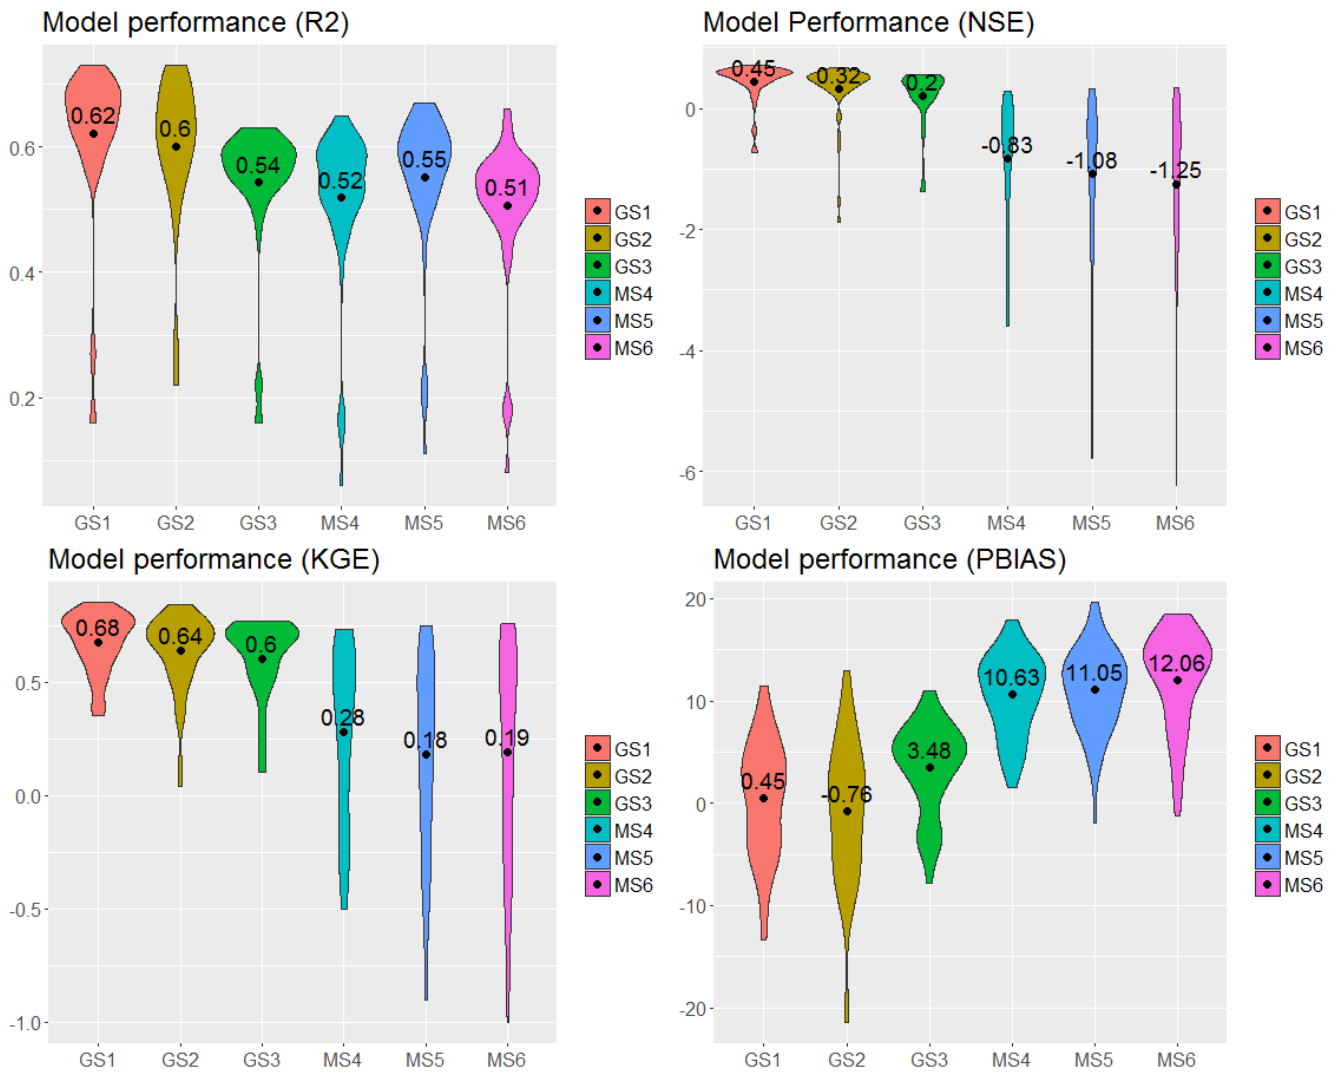 Model performance (R2)
0.6
0.4
0.2
0.62
0.6
0.54
0.52
0.55
0.51
GS1 GS2 GS3 MS4 MS5 MS6
GS1
GS2
GS3
MS4
MS5
MS6
Model Performance (NSE)
0
-2
-4
-6
0.45
0.32
0.2
-0.83
-1.08
-1.25
GS1 GS2 GS3 MS4 MS5 MS6
GS1
GS2
GS3
MS4
MS5
MS6
Model performance (KGE)
0.5
0.0
-0.5
-1.0
0.68
0.64
0.6
0.28
0.18
0.19
GS1 GS2 GS3 MS4 MS5 MS6
GS1
GS2
GS3
MS4
MS5
MS6
Model performance (PBIAS)
20
10
0
-10
-20
0.45
-0.76
3.48
10.63
11.05
12.06
GS1 GS2 GS3 MS4 MS5 MS6
GS1
GS2
GS3
MS4
MS5
MS6